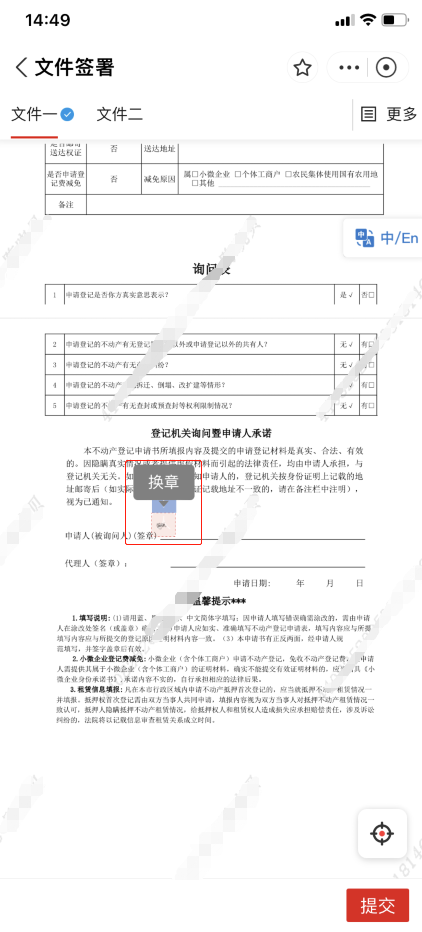 14:49
文件签署
文件一 文件二 更多
送达权证 否 送达地址
是否申请登记费减免 否 减免原因 属□小微企业 □个体工商户 □农民集体使用国有农用地 □其他
备注
中/En
询问表
1 申请登记是否你方真实意思表示? 是√ 否□
2 申请登记的不动产有无登记 以外或申请登记以外的共有人? 无√ 有□
3 申请登记的不动产有无 纷? 无√ 有□
4 申请登记的不动产 拆迁、倒塌、改扩建等情形? 无√ 有□
5 申请登记的不动产有无查封或预查封等权利限制情况? 无√ 有□
登记机关询问暨申请人承诺
本不动产登记申请书所填报内容及提交的申请登记材料是真实、合法、有效
的。因隐瞒真实 材料而引起的法律责任,均由申请人承担,与
登记机关无关。如 知申请人的,登记机关按身份证明上记载的地
址邮寄后(如实际 证记载地址不一致的,请在备注栏中注明),
视为已通知。
换章
申请人(被询问人)(签章)
代理人(签章):
申请日期: 年 月 日
温馨提示***
1.填写说明:(1)请用蓝、 、中文简体字填写;因申请人填写错误确需涂改的,需由申请
人在涂改处签名(或盖章)确 申请人应如实、准确填写不动产登记申请表,填写内容应与所提
交的登记原 明材料内容一致。(3)本申请书有正反两面,经申请人规
范填写,并签字盖章后有效。
2.小微企业登记费减免:小微企业(含个体工商户)申请不动产登记,免收不动产登记费 申请
人需提供其属于小微企业(含个体工商户)的证明材料。确实不能提交有效证明材料的, 具《小
微企业身份承诺书》,承诺内容不实的,自行承担相应的法律后果。
3.租赁信息填报:凡在本市行政区域内申请不动产抵押首次登记的,应当就抵押不动 租赁情况一
并填报。抵押权首次登记需由双方当事人共同申请,填报内容视为双方当事人对抵押不动产租赁情况一
致认可,抵押人隐瞒抵押不动产租赁情况,给抵押权人和租赁权人造成损失应承担赔偿责任,涉及诉讼
纠纷的,法院将以记载信息审查租赁关系成立时间。
提交